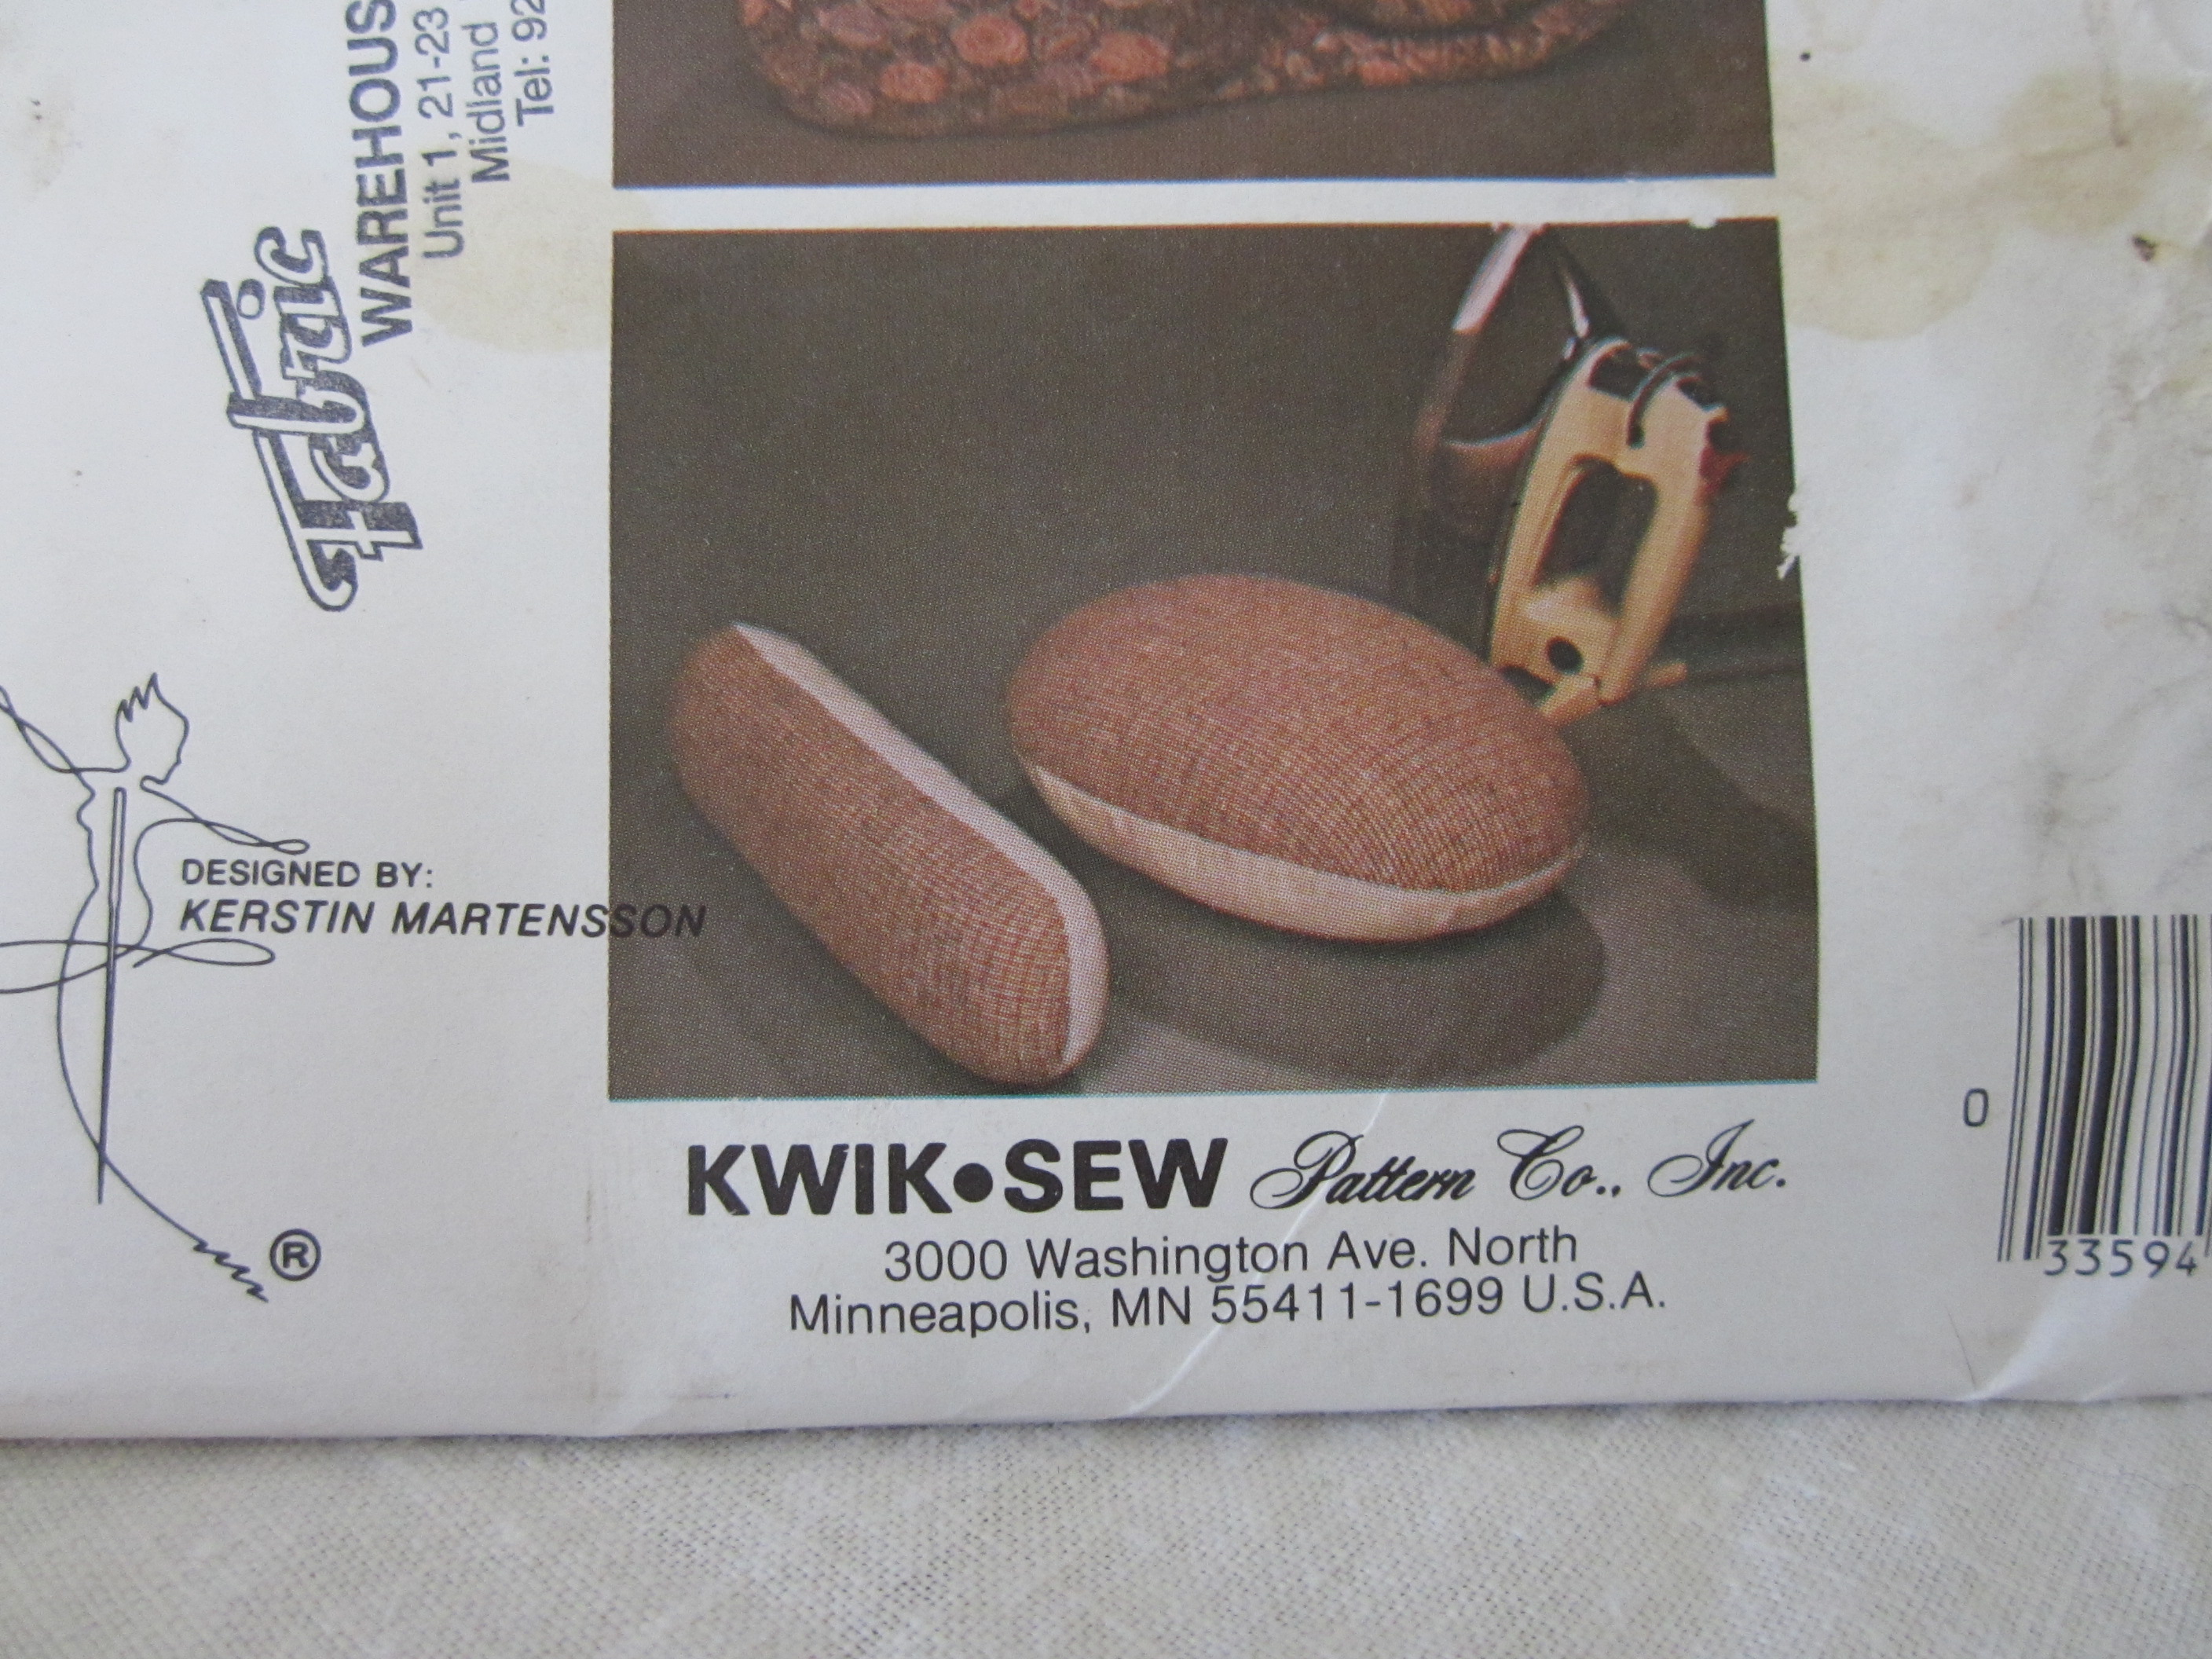 Fabric
WAREHOUS
Unit 1, 21-23
Midland
Tel: 92
DESIGNED BY:
KERSTIN MARTENSSON
®
KWIK•SEW Pattern Co., Inc.
3000 Washington Ave. North
Minneapolis, MN 55411-1699 U.S.A.
0 33594